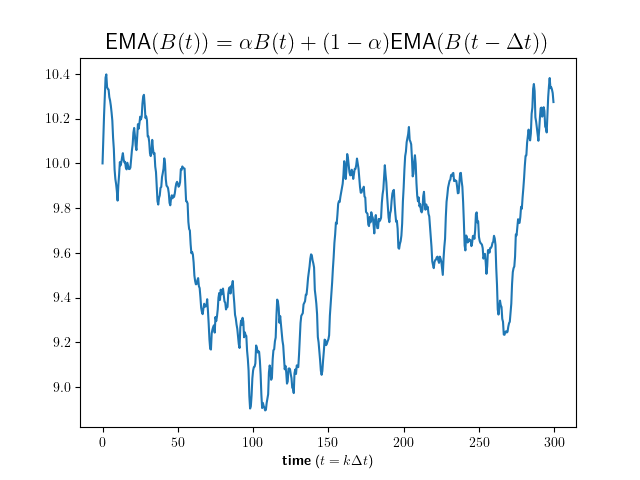 EMA(B(t)) = αB(t) + (1 − α)EMA(B(t − Δt))
10.4
10.2
10.0
9.8
9.6
9.4
9.2
9.0
0 50 100 150 200 250 300
time (t = kΔt)